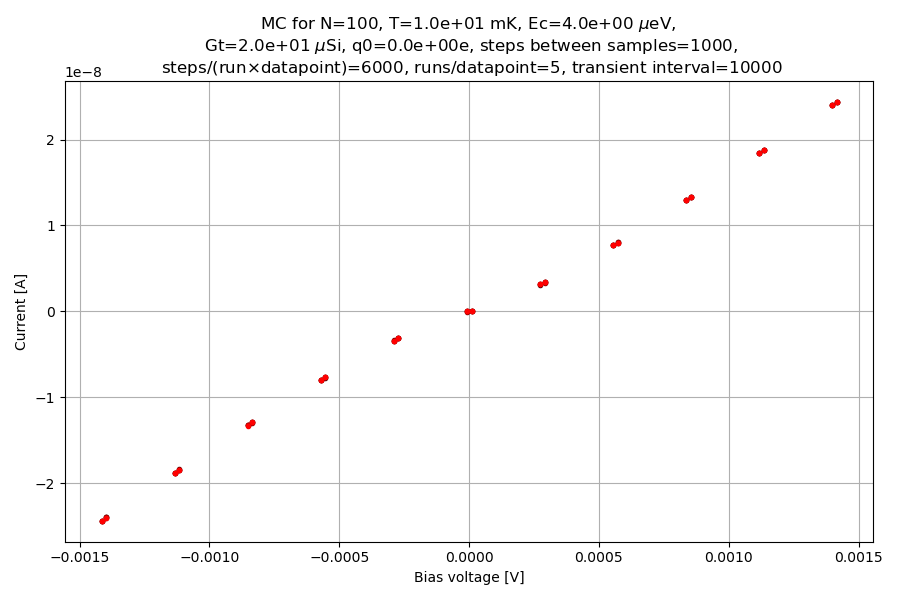 MC for N=100, T=1.0e+01 mK, Ec=4.0e+00 μeV,
Gt=2.0e+01 μSi, q0=0.0e+00e, steps between samples=1000,
steps/(run×datapoint)=6000, runs/datapoint=5, transient interval=10000
1e−8
2
1
0
−1
−2
Current [A]
−0.0015 −0.0010 −0.0005 0.0000 0.0005 0.0010 0.0015
Bias voltage [V]